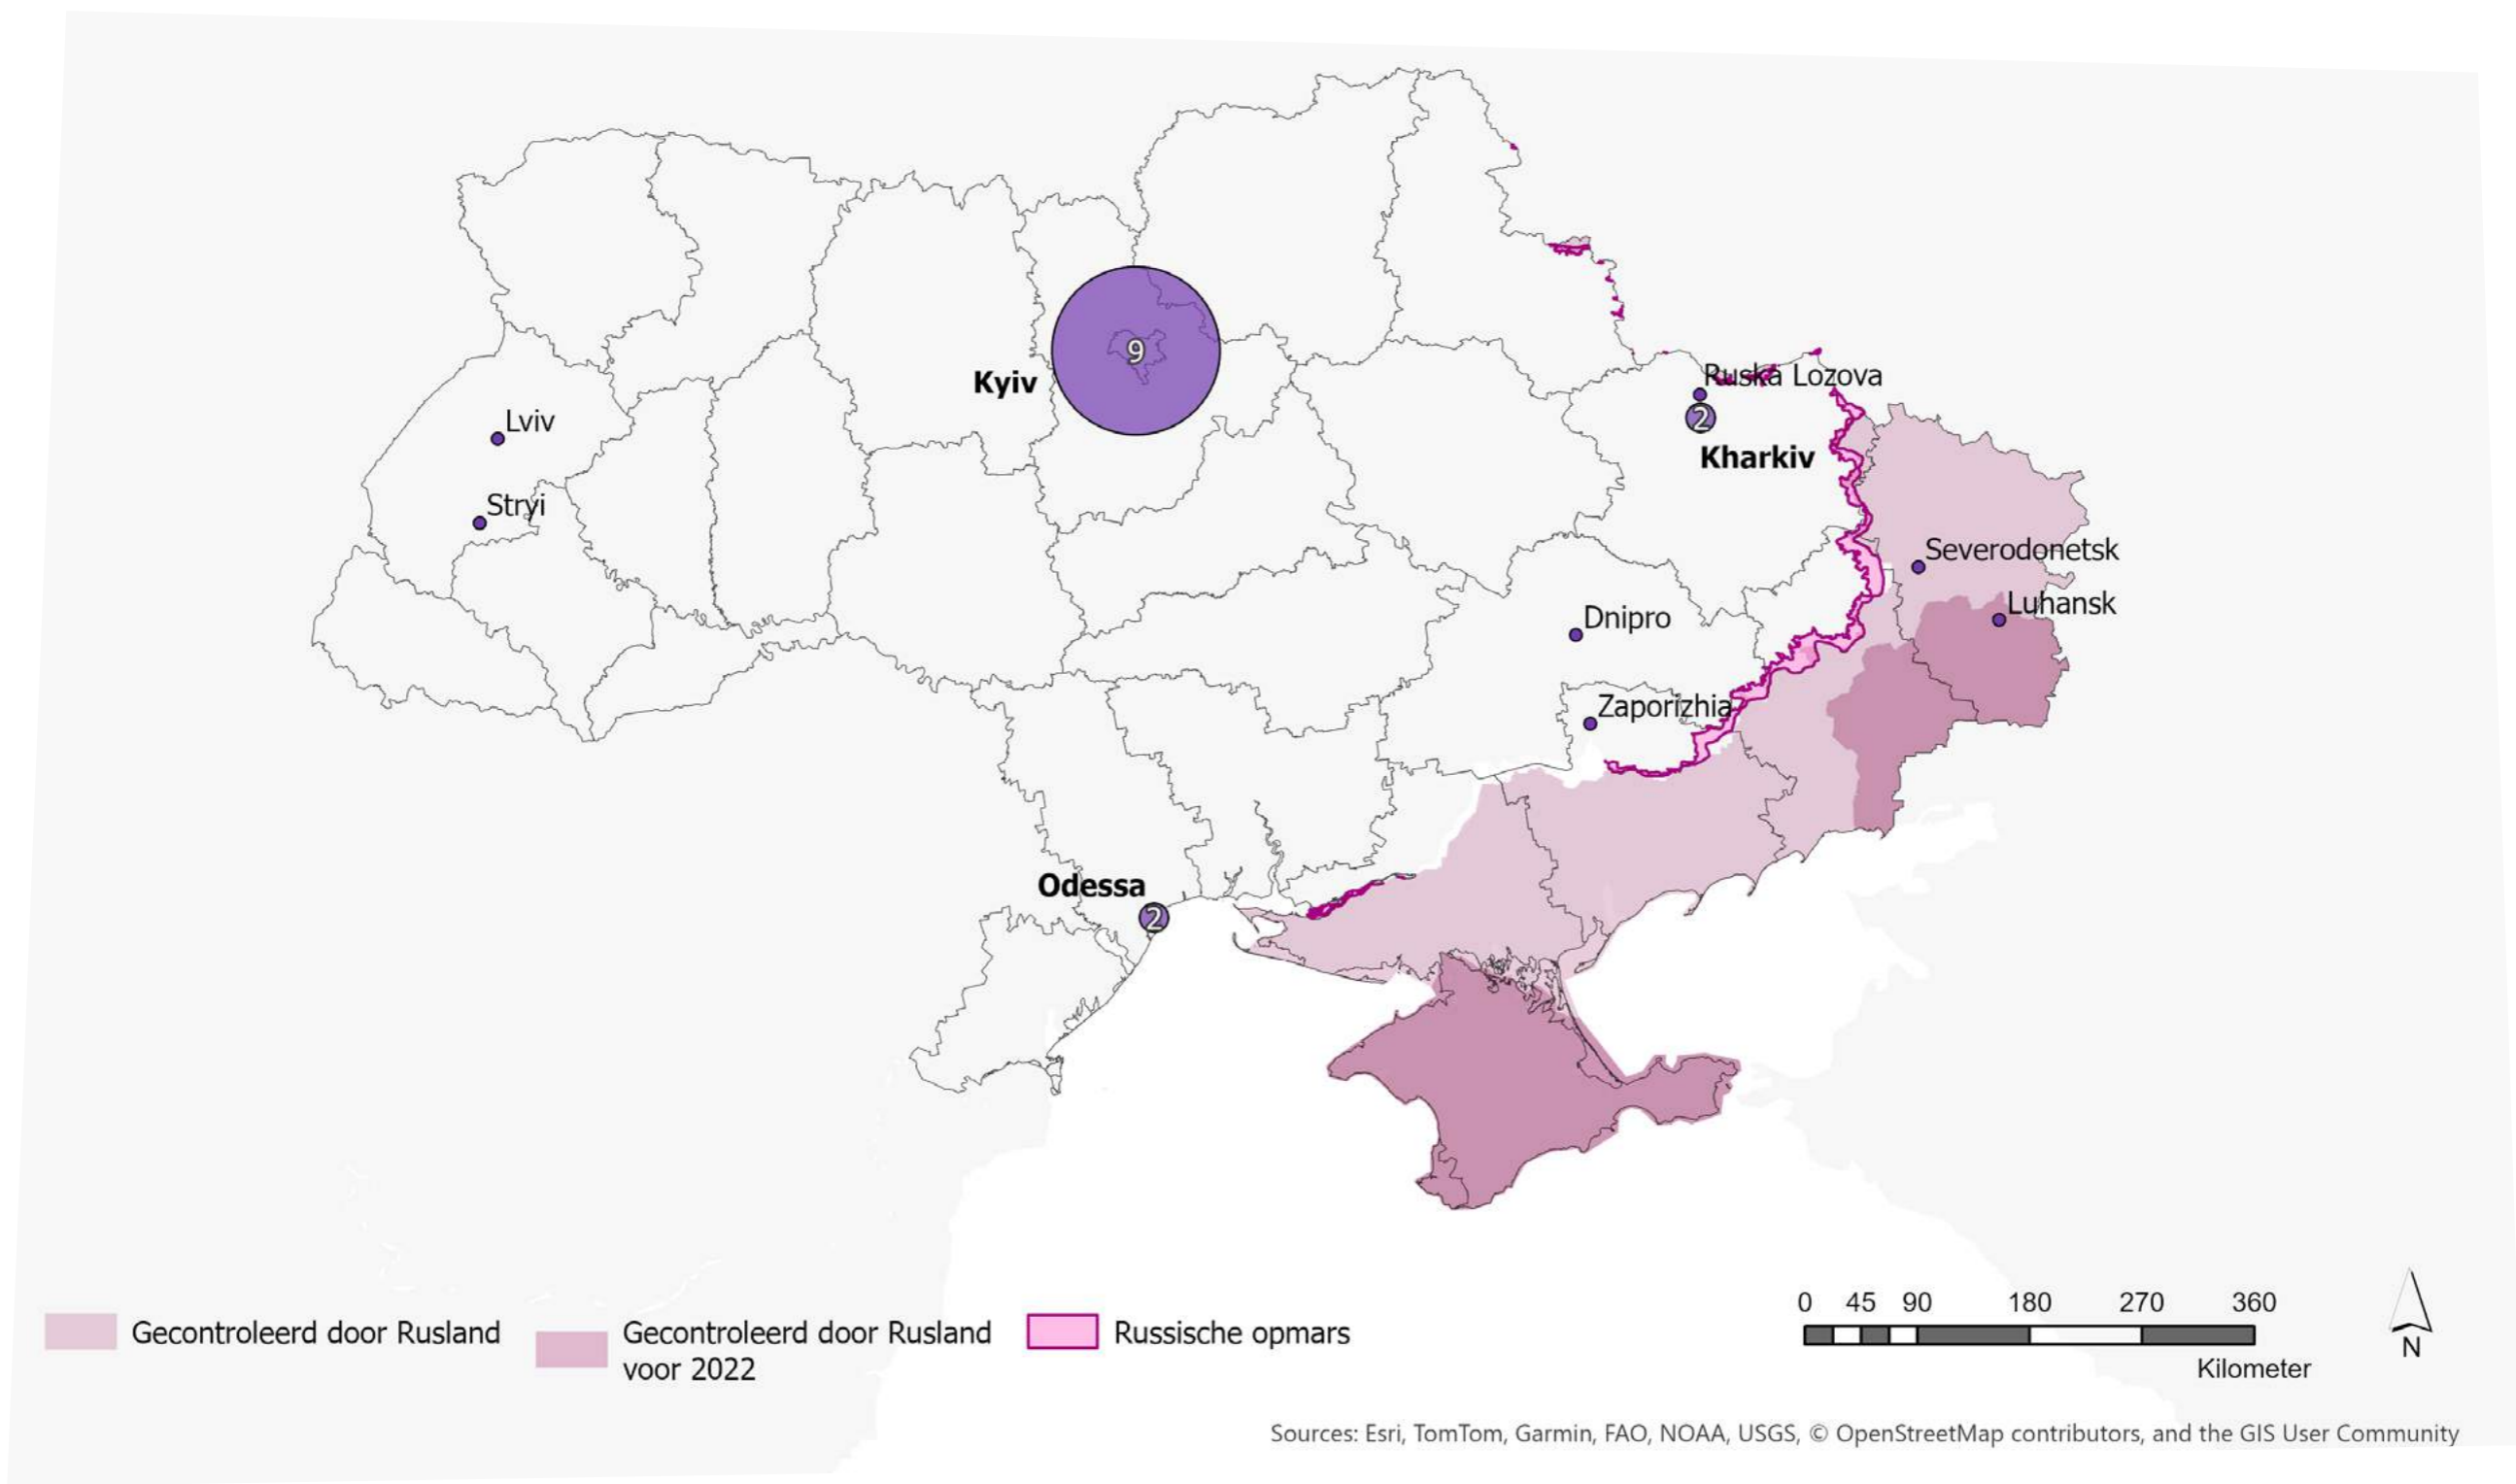 9
Kyiv
Ruska Lozova
2
Kharkiv
Lviv
Stryi
Severodonetsk
Luhansk
Dnipro
Zaporizhia
Odessa
2
Gecontroleerd door Rusland
Gecontroleerd door Rusland
voor 2022
Russische opmars
0 45 90 180 270 360
Kilometer
N
Sources: Esri, TomTom, Garmin, FAO, NOAA, USGS, © OpenStreetMap contributors, and the GIS User Community